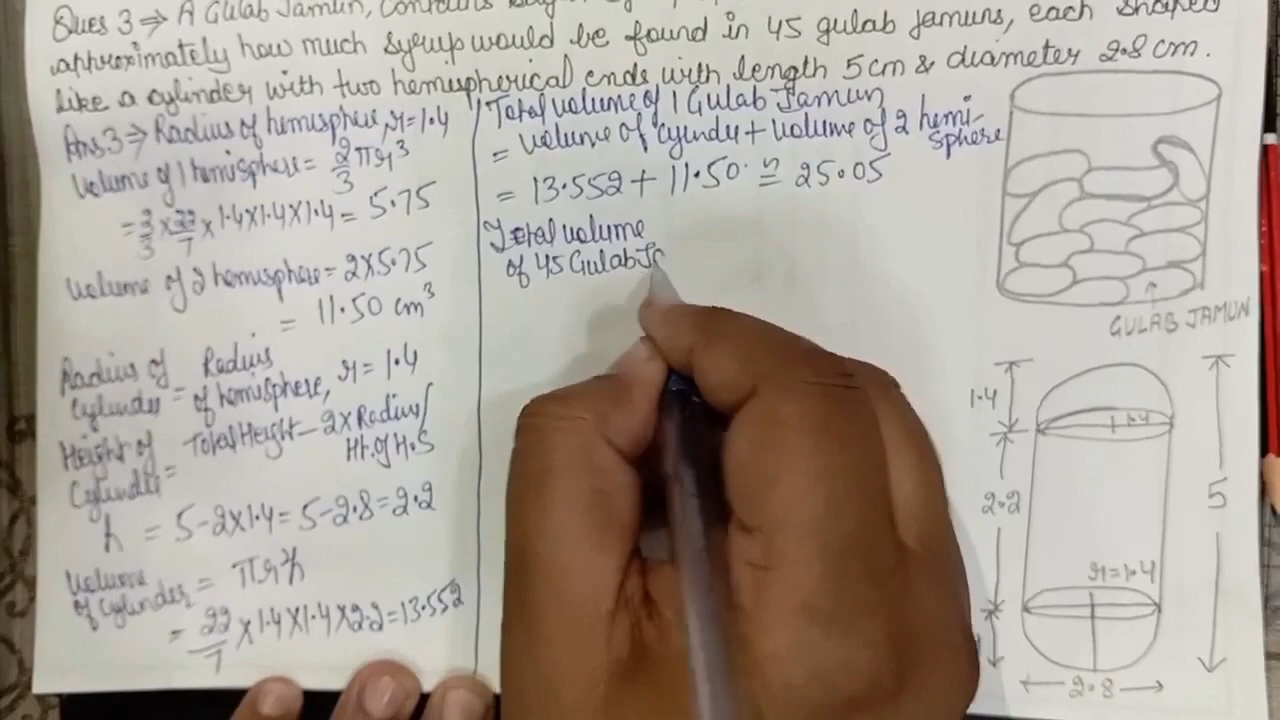 Ques 3⇒ A Gulab Jamun, contains
approximately how much syrup would be found in 45 gulab jamuns, each shaped
like a cylinder with two hemispherical ends with length 5cm & diameter 2.8 cm.
Ans 3⇒ Radius of hemisphere, r=1.4
Volume of 1 hemisphere = 2/3 πr³
= 2/3 × 22/7 × 1.4×1.4×1.4 = 5.75
Volume of 2 hemisphere = 2×5.75
= 11.50 cm³
Radius of Cylinder = Radius of hemisphere, r=1.4
Height of Cylinder = Total Height – 2×Radius/
Ht. of H.S
h = 5-2×1.4 = 5-2.8 = 2.2
Volume of Cylinder = πr²h
= 22/7 ×1.4×1.4×2.2=13.552
Total volume of 1 Gulab Jamun
= volume of cylinder + volume of 2 hemi-
sphere
= 13.552 + 11.50 ≅ 25.05
Total volume
of 45 Gulab Ja
GULAB JAMUN
1.4
1.4
2.2
5
r=1.4
2.8